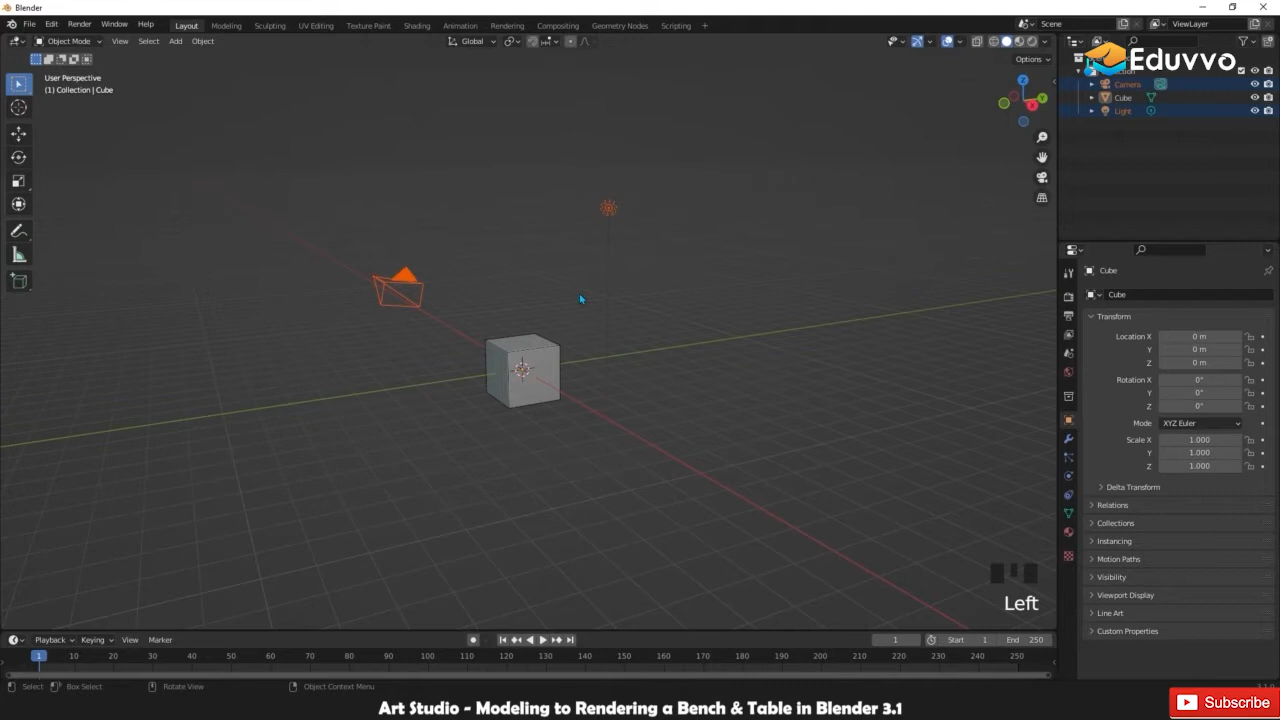 Blender
File Edit Render Window Help Layout Modeling Sculpting UV Editing Texture Paint Shading Animation Rendering Compositing Geometry Nodes Scripting + Scene ViewLayer
Object Mode View Select Add Object Global
Options
User Perspective
(1) Collection | Cube
Z
Y
X
Eduvvo
Camera
Cube
Light
Cube
Cube
Transform
Location X 0 m
Y 0 m
Z 0 m
Rotation X 0°
Y 0°
Z 0°
Mode XYZ Euler
Scale X 1.000
Y 1.000
Z 1.000
Delta Transform
Relations
Collections
Instancing
Motion Paths
Visibility
Viewport Display
Line Art
Custom Properties
Left
Playback Keying View Marker 1 Start 1 End 250
1 10 20 30 40 50 60 70 80 90 100 110 120 130 140 150 160 170 180 190 200 210 220 230 240 250
Select Box Select Rotate View Object Context Menu
Art Studio - Modeling to Rendering a Bench & Table in Blender 3.1
Subscribe